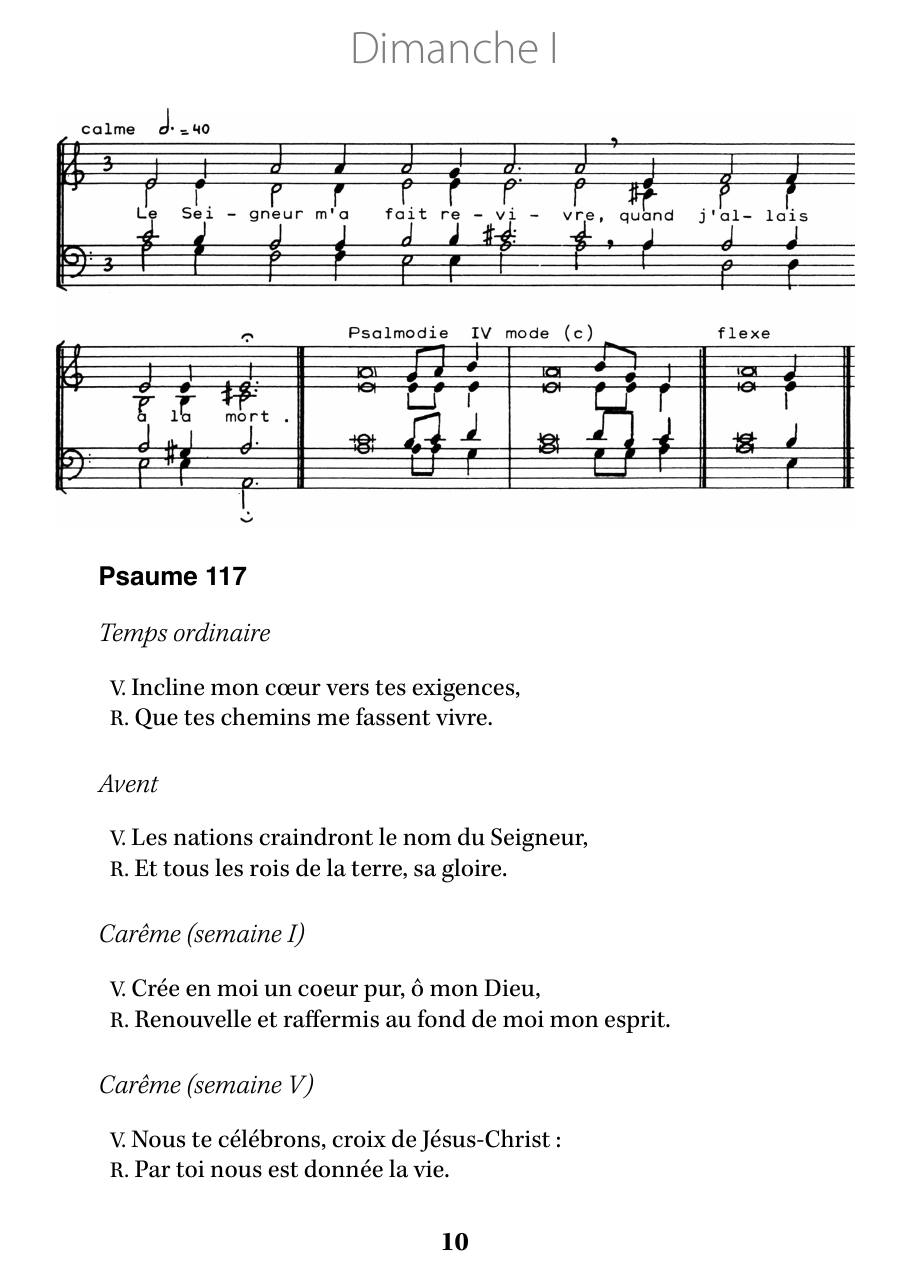 Dimanche I
calme 𝅗𝅥. = 40
3
Le Sei - gneur m'a fait re - vi - vre, quand j'al- lais
3
Psalmodie IV mode (c) flexe
à la mort .
Psaume 117
Temps ordinaire
V. Incline mon cœur vers tes exigences,
R. Que tes chemins me fassent vivre.
Avent
V. Les nations craindront le nom du Seigneur,
R. Et tous les rois de la terre, sa gloire.
Carême (semaine I)
V. Crée en moi un coeur pur, ô mon Dieu,
R. Renouvelle et raffermis au fond de moi mon esprit.
Carême (semaine V)
V. Nous te célébrons, croix de Jésus-Christ :
R. Par toi nous est donnée la vie.
10